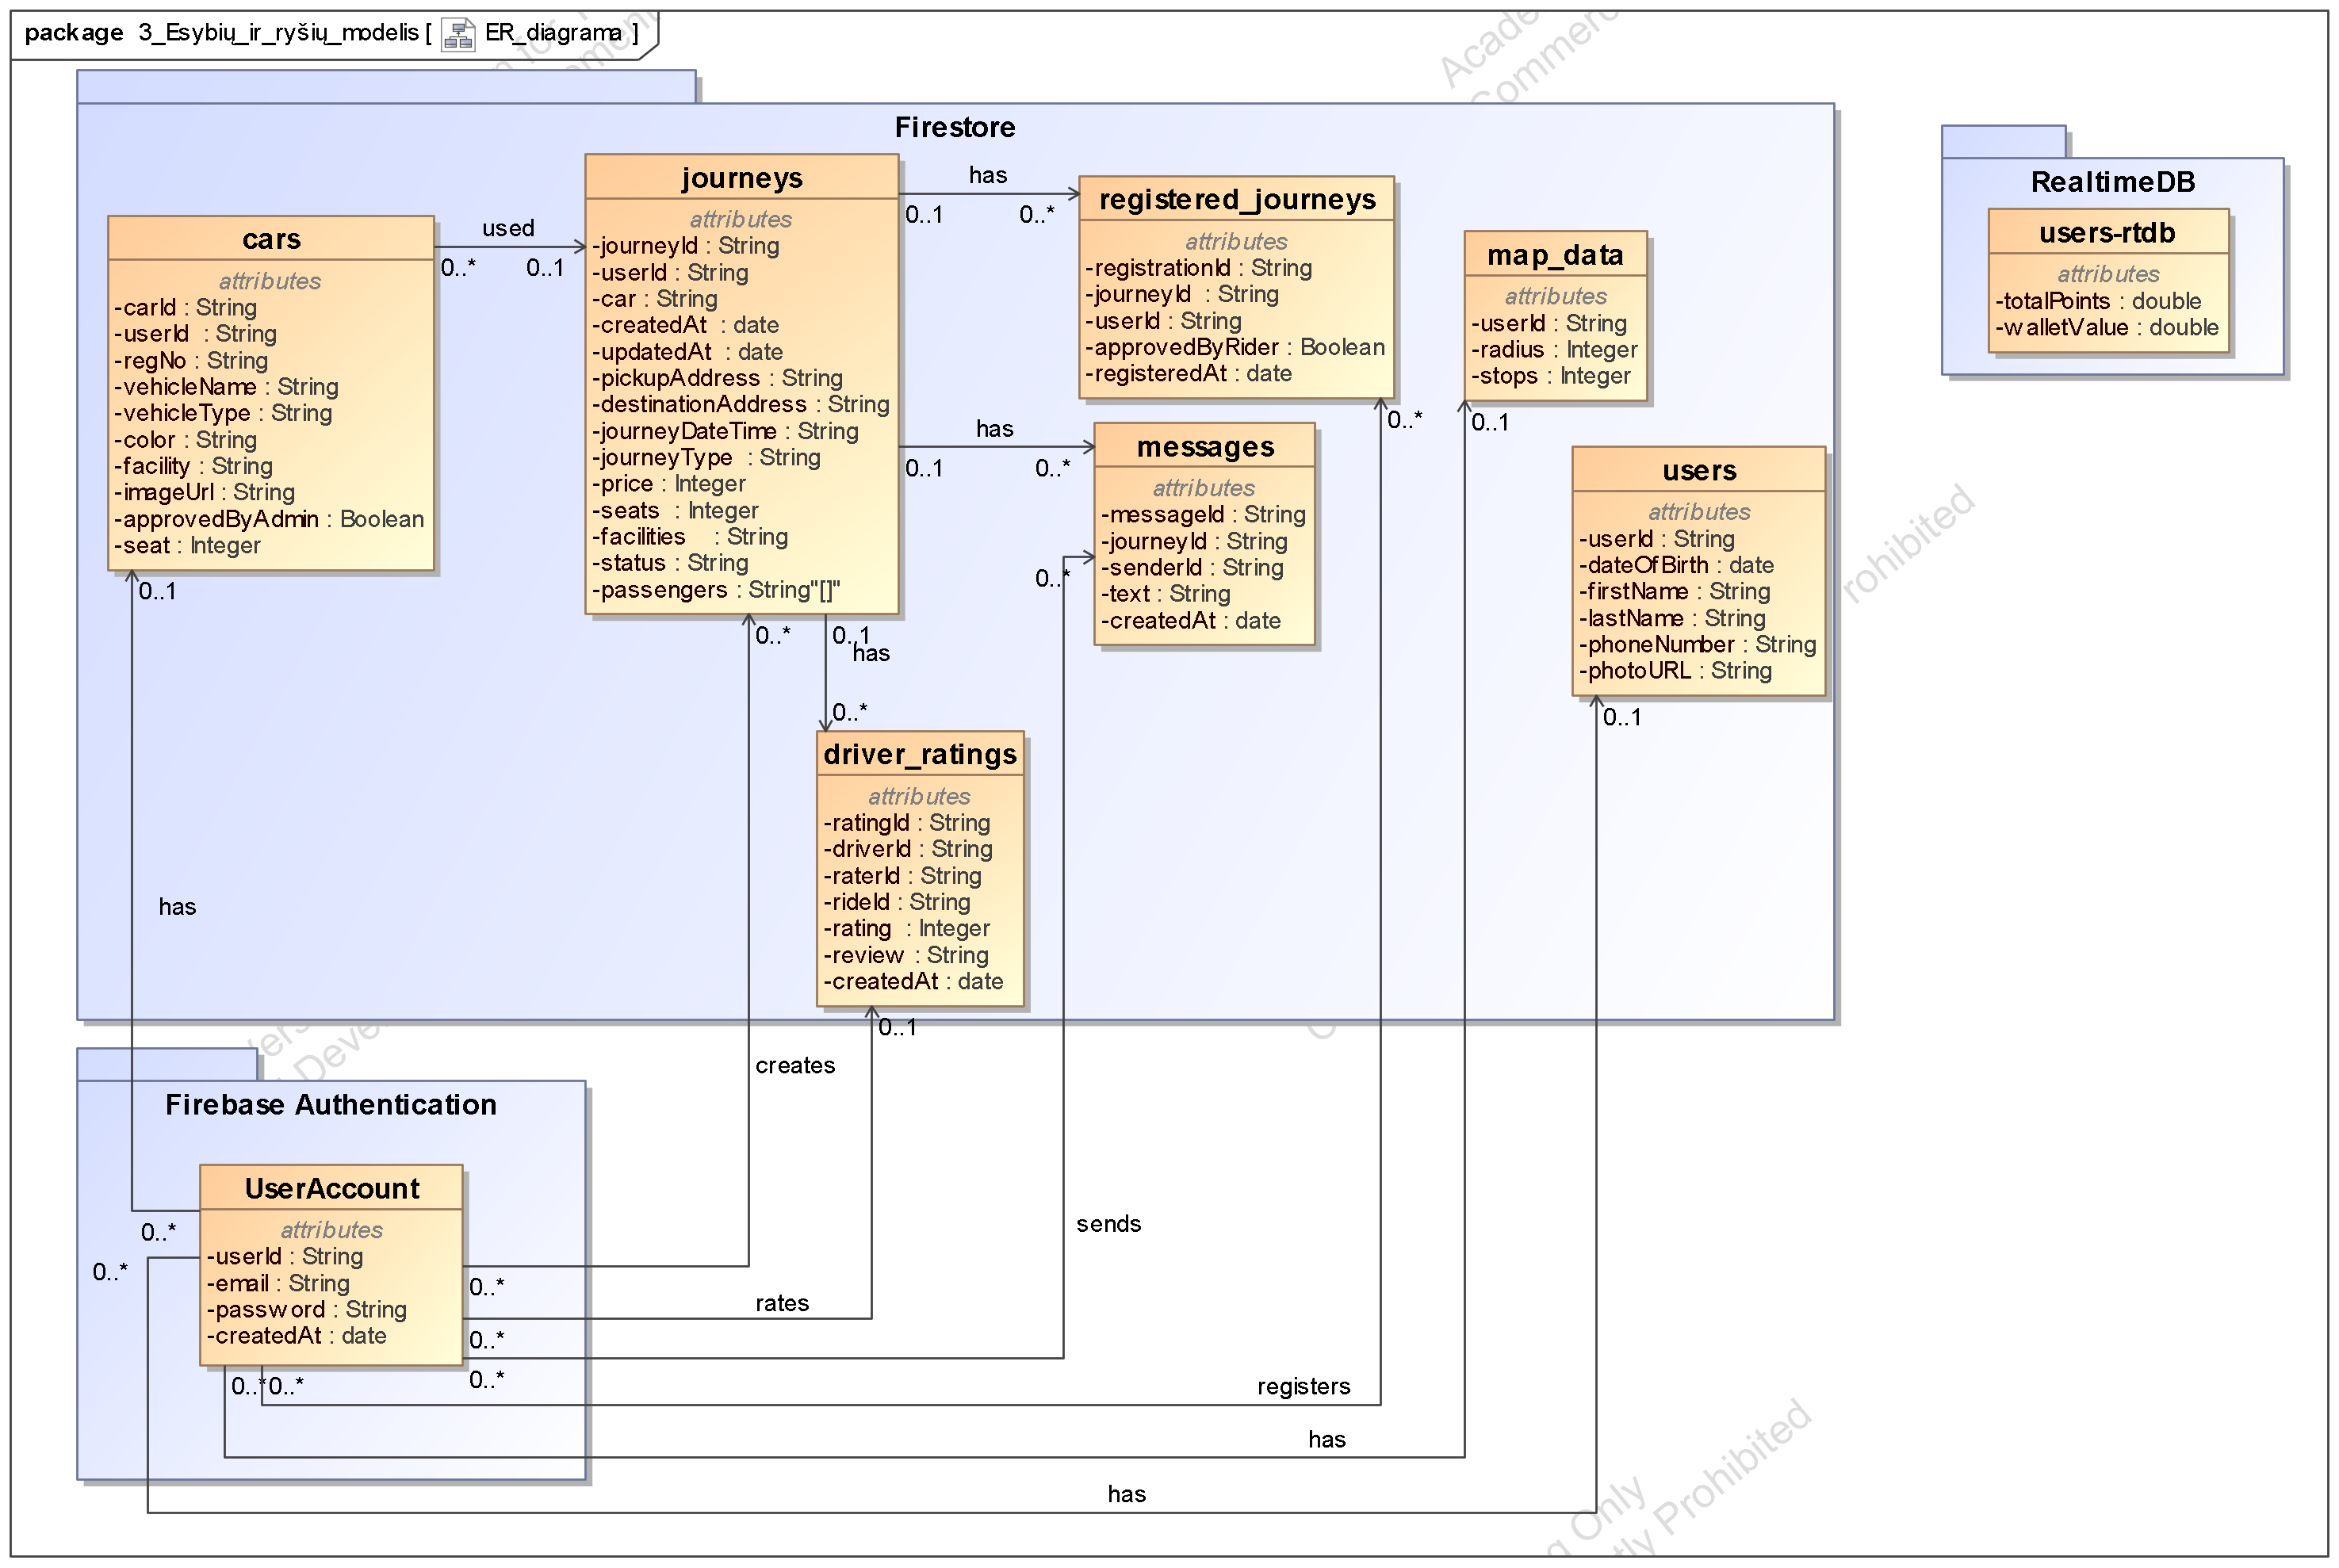 package 3_Esybių_ir_ryšių_modelis [ ER_diagrama ]
Firestore
cars
attributes
-carId : String
-userId : String
-regNo : String
-vehicleName : String
-vehicleType : String
-color : String
-facility : String
-imageUrl : String
-approvedByAdmin : Boolean
-seat : Integer
used
0..*
0..1
journeys
attributes
-journeyId : String
-userId : String
-car : String
-createdAt : date
-updatedAt : date
-pickupAddress : String
-destinationAddress : String
-journeyDateTime : String
-journeyType : String
-price : Integer
-seats : Integer
-facilities : String
-status : String
-passengers : String"[]"
has
0..1
0..*
registered_journeys
attributes
-registrationId : String
-journeyId : String
-userId : String
-approvedByRider : Boolean
-registeredAt : date
0..*
has
0..1
0..*
messages
attributes
-messageId : String
-journeyId : String
-senderId : String
-text : String
-createdAt : date
0..*
map_data
attributes
-userId : String
-radius : Integer
-stops : Integer
0..1
users
attributes
-userId : String
-dateOfBirth : date
-firstName : String
-lastName : String
-phoneNumber : String
-photoURL : String
0..1
RealtimeDB
users-rtdb
attributes
-totalPoints : double
-walletValue : double
0..1
0..*
0..1
has
0..*
driver_ratings
attributes
-ratingId : String
-driverId : String
-raterId : String
-rideId : String
-rating : Integer
-review : String
-createdAt : date
0..1
has
creates
Firebase Authentication
UserAccount
attributes
-userId : String
-email : String
-password : String
-createdAt : date
0..*
0..*
0..*
0..*
0..*
0..*
0..*
rates
sends
registers
has
has
Prohibited
Only